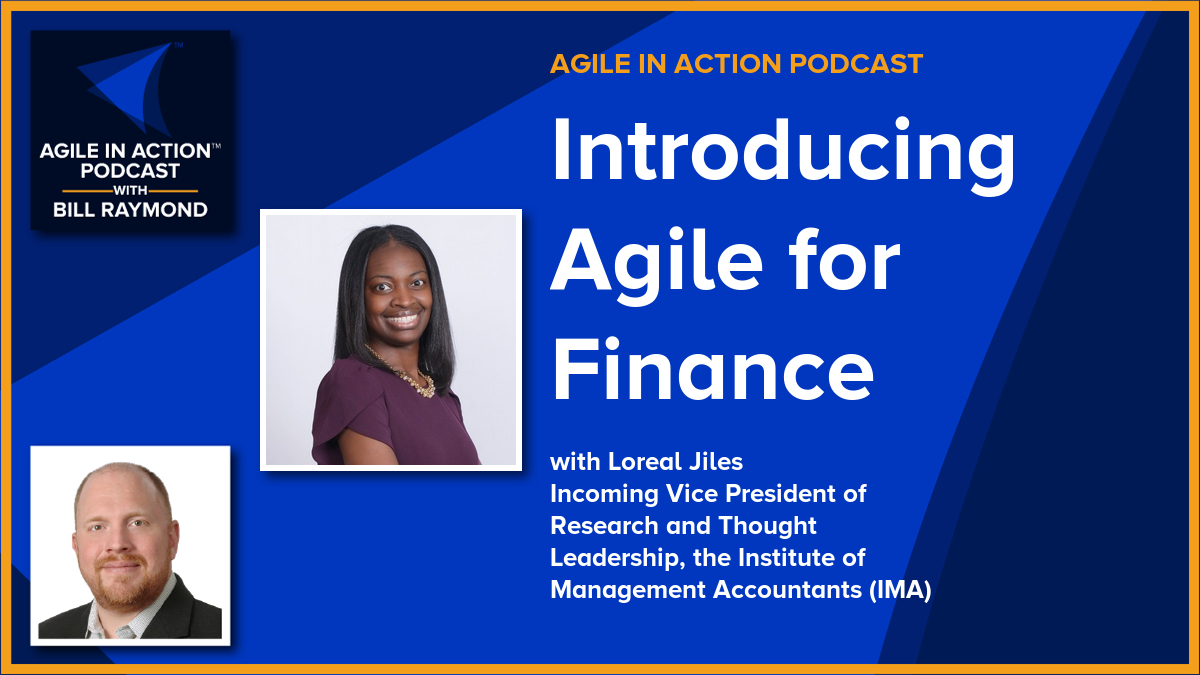 TM
AGILE IN ACTION™
PODCAST
WITH
BILL RAYMOND
AGILE IN ACTION PODCAST
Introducing
Agile for
Finance
with Loreal Jiles
Incoming Vice President of
Research and Thought
Leadership, the Institute of
Management Accountants (IMA)